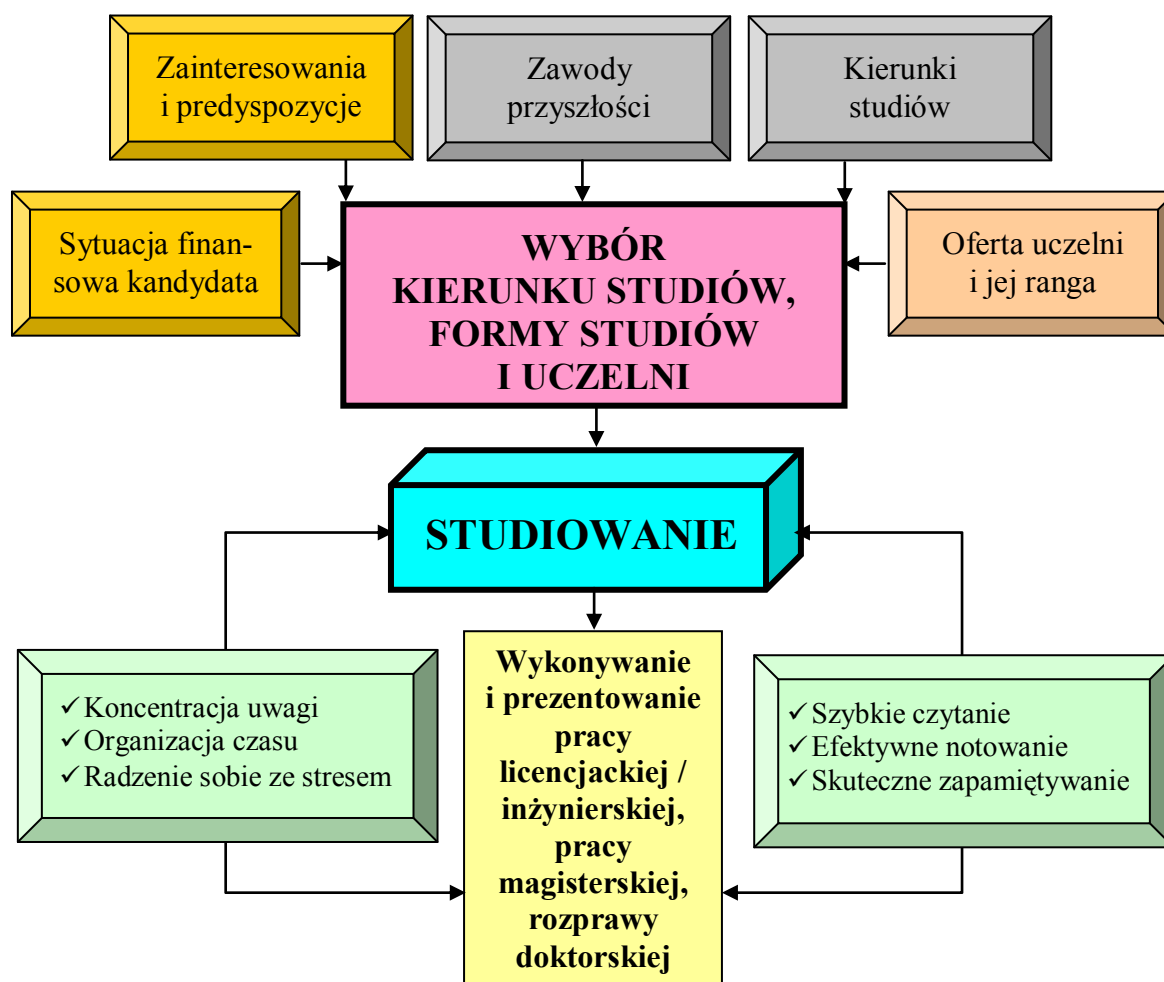 Zainteresowania
i predyspozycje
Zawody
przyszłości
Kierunki
studiów
Sytuacja finan-
sowa kandydata
WYBÓR
KIERUNKU STUDIÓW,
FORMY STUDIÓW
I UCZELNI
Oferta uczelni
i jej ranga
STUDIOWANIE
✓ Koncentracja uwagi
✓ Organizacja czasu
✓ Radzenie sobie ze stresem
Wykonywanie
i prezentowanie
pracy
licencjackiej /
inżynierskiej,
pracy
magisterskiej,
rozprawy
doktorskiej
✓ Szybkie czytanie
✓ Efektywne notowanie
✓ Skuteczne zapamiętywanie